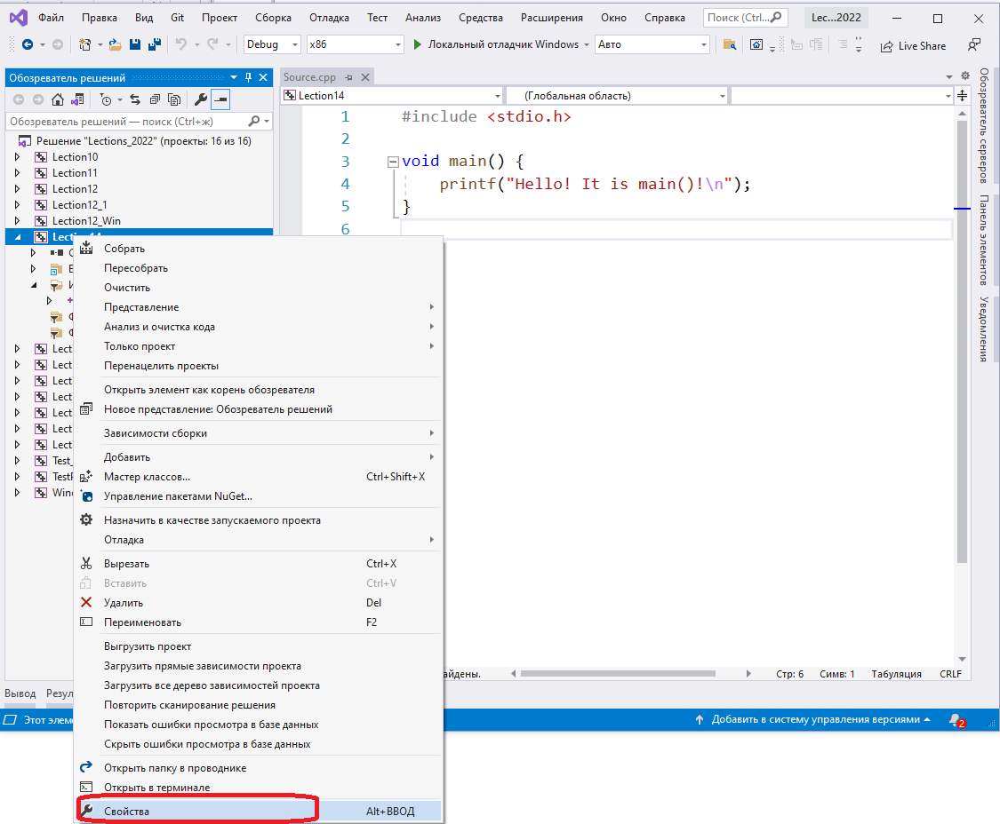 Файл Правка Вид Git Проект Сборка Отладка Тест Анализ Средства Расширения Окно Справка Поиск (Ctrl... Lec...2022
Debug x86 Локальный отладчик Windows Авто Live Share
Обозреватель решений
Обозреватель решений — поиск (Ctrl+ж)
Решение "Lections_2022" (проекты: 16 из 16)
Lection10
Lection11
Lection12
Lection12_1
Lection12_Win
Source.cpp
Lection14 (Глобальная область)
1 #include <stdio.h>
2
3 void main() {
4 printf("Hello! It is main()!\n");
5 }
6
Lect
Lect
Lect
Lect
Lect
Lect
Lect
Test_
TestF
Wind
Собрать
Пересобрать
Очистить
Представление
Анализ и очистка кода
Только проект
Перенацелить проекты
Открыть элемент как корень обозревателя
Новое представление: Обозреватель решений
Зависимости сборки
Добавить
Мастер классов... Ctrl+Shift+X
Управление пакетами NuGet...
Назначить в качестве запускаемого проекта
Отладка
Вырезать Ctrl+X
Вставить Ctrl+V
Удалить Del
Переименовать F2
Выгрузить проект
Загрузить прямые зависимости проекта
Загрузить все дерево зависимостей проекта
Повторить сканирование решения
Показать ошибки просмотра в базе данных
Скрыть ошибки просмотра в базе данных
Открыть папку в проводнике
Открыть в терминале
Свойства Alt+ВВОД
айдены. Стр: 6 Симв: 1 Табуляция CRLF
Вывод Резул
Этот элем Добавить в систему управления версиями 2
Обозреватель серверов
Панель элементов
Уведомления